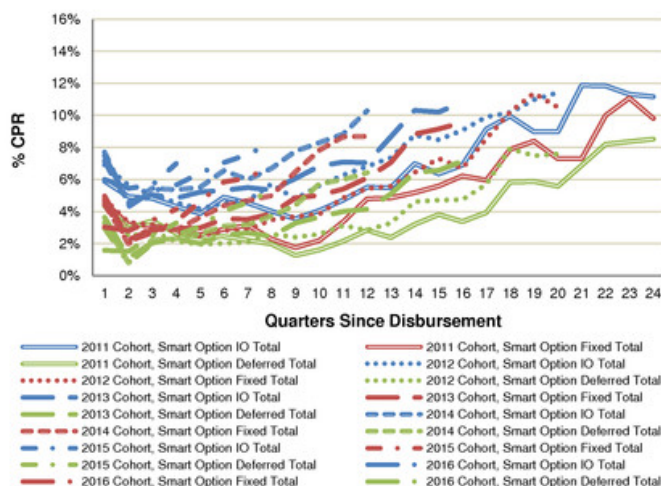 16%
14%
12%
10%
8%
6%
4%
2%
0%
% CPR
1 2 3 4 5 6 7 8 9 10 11 12 13 14 15 16 17 18 19 20 21 22 23 24
Quarters Since Disbursement
2011 Cohort, Smart Option IO Total
2011 Cohort, Smart Option Fixed Total
2011 Cohort, Smart Option Deferred Total
2012 Cohort, Smart Option IO Total
2012 Cohort, Smart Option Fixed Total
2012 Cohort, Smart Option Deferred Total
2013 Cohort, Smart Option IO Total
2013 Cohort, Smart Option Fixed Total
2013 Cohort, Smart Option Deferred Total
2014 Cohort, Smart Option IO Total
2014 Cohort, Smart Option Fixed Total
2014 Cohort, Smart Option Deferred Total
2015 Cohort, Smart Option IO Total
2015 Cohort, Smart Option Fixed Total
2015 Cohort, Smart Option Deferred Total
2016 Cohort, Smart Option IO Total
2016 Cohort, Smart Option Fixed Total
2016 Cohort, Smart Option Deferred Total